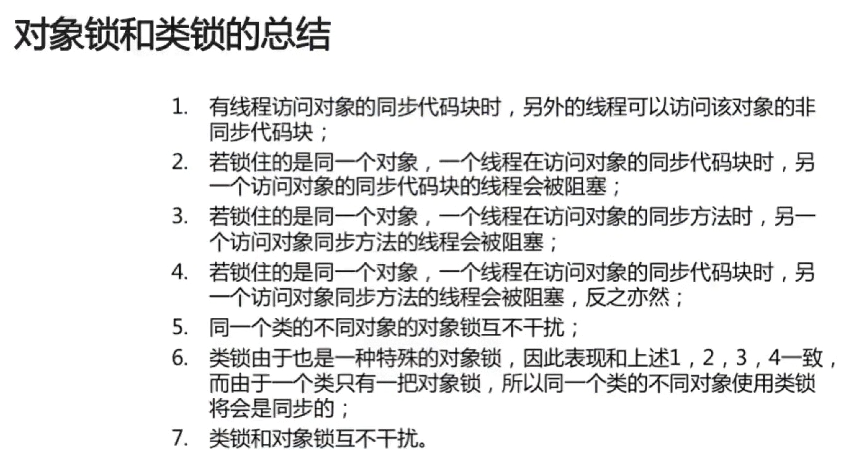 对象锁和类锁的总结
1. 有线程访问对象的同步代码块时，另外的线程可以访问该对象的非
同步代码块；
2. 若锁住的是同一个对象，一个线程在访问对象的同步代码块时，另
一个访问对象的同步代码块的线程会被阻塞；
3. 若锁住的是同一个对象，一个线程在访问对象的同步方法时，另一
个访问对象同步方法的线程会被阻塞；
4. 若锁住的是同一个对象，一个线程在访问对象的同步代码块时，另
一个访问对象同步方法的线程会被阻塞，反之亦然；
5. 同一个类的不同对象的对象锁互不干扰；
6. 类锁由于也是一种特殊的对象锁，因此表现和上述1，2，3，4一致，
而由于一个类只有一把对象锁，所以同一个类的不同对象使用类锁
将会是同步的；
7. 类锁和对象锁互不干扰。